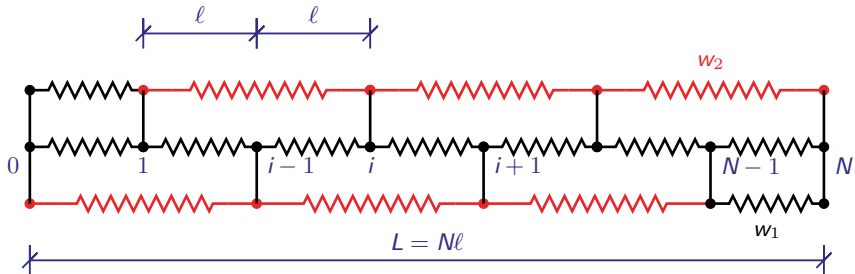 ℓ ℓ
w₂
0 1 i − 1 i i + 1 N − 1 N
w₁
L = Nℓ